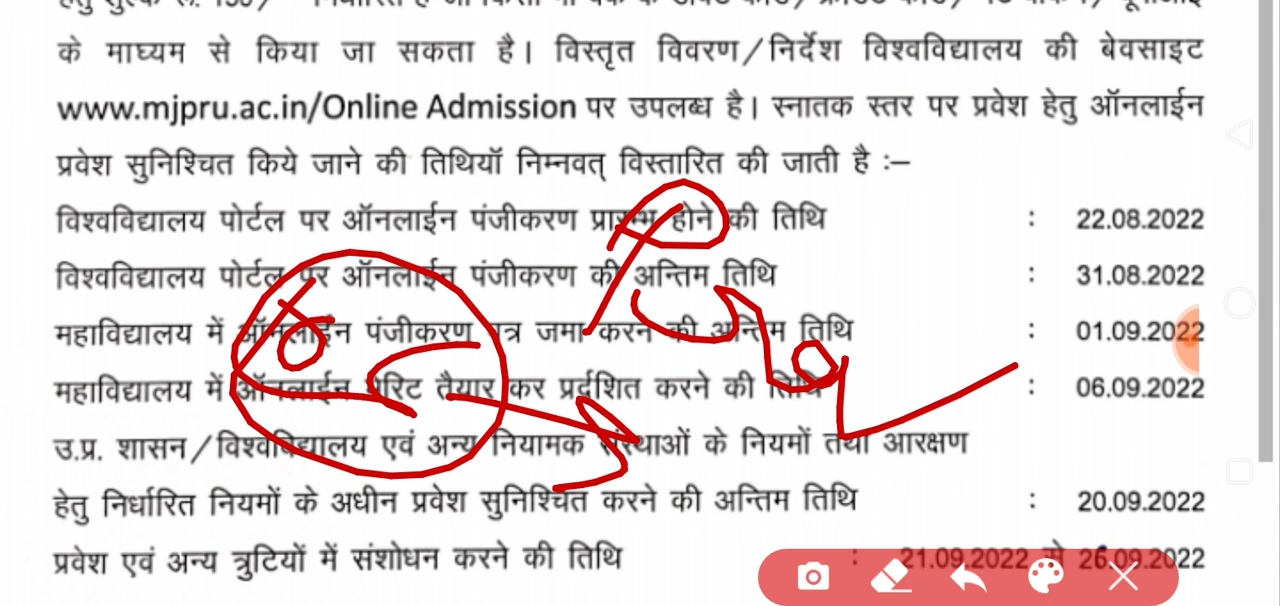 के माध्यम से किया जा सकता है। विस्तृत विवरण/निर्देश विश्वविद्यालय की बेवसाइट
www.mjpru.ac.in/Online Admission पर उपलब्ध है। स्नातक स्तर पर प्रवेश हेतु ऑनलाईन
प्रवेश सुनिश्चित किये जाने की तिथियॉ निम्नवत् विस्तारित की जाती है :–
विश्वविद्यालय पोर्टल पर ऑनलाईन पंजीकरण प्रारम्भ होने की तिथि : 22.08.2022
विश्वविद्यालय पोर्टल पर ऑनलाईन पंजीकरण की अन्तिम तिथि : 31.08.2022
महाविद्यालय में ऑनलाईन पंजीकरण पत्र जमा करने की अन्तिम तिथि : 01.09.2022
महाविद्यालय में ऑनलाईन मेरिट तैयार कर प्रर्दशित करने की तिथि : 06.09.2022
उ.प्र. शासन/विश्वविद्यालय एवं अन्य नियामक संस्थाओं के नियमों तथा आरक्षण
हेतु निर्धारित नियमों के अधीन प्रवेश सुनिश्चित करने की अन्तिम तिथि : 20.09.2022
प्रवेश एवं अन्य त्रुटियों में संशोधन करने की तिथि : 21.09.2022 से 26.09.2022